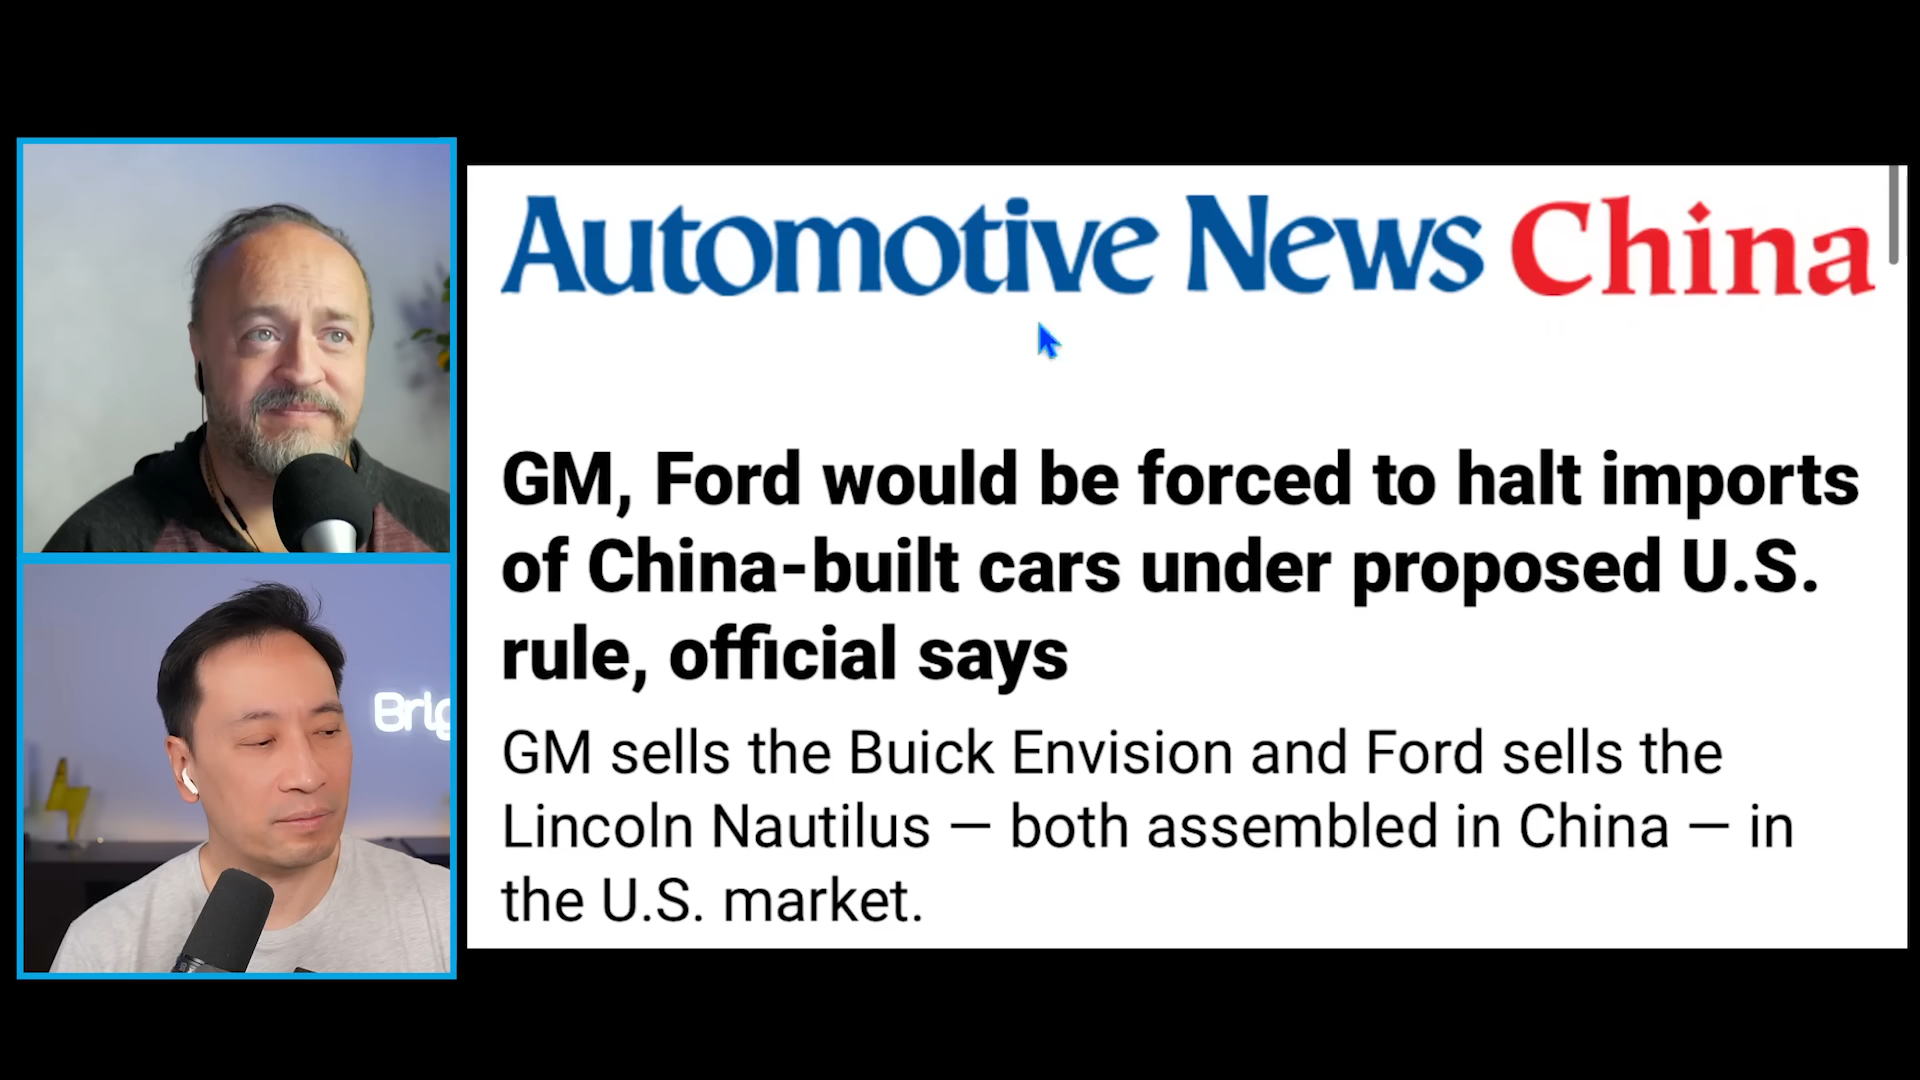 Automotive News China
GM, Ford would be forced to halt imports
of China-built cars under proposed U.S.
rule, official says
GM sells the Buick Envision and Ford sells the
Lincoln Nautilus — both assembled in China — in
the U.S. market.